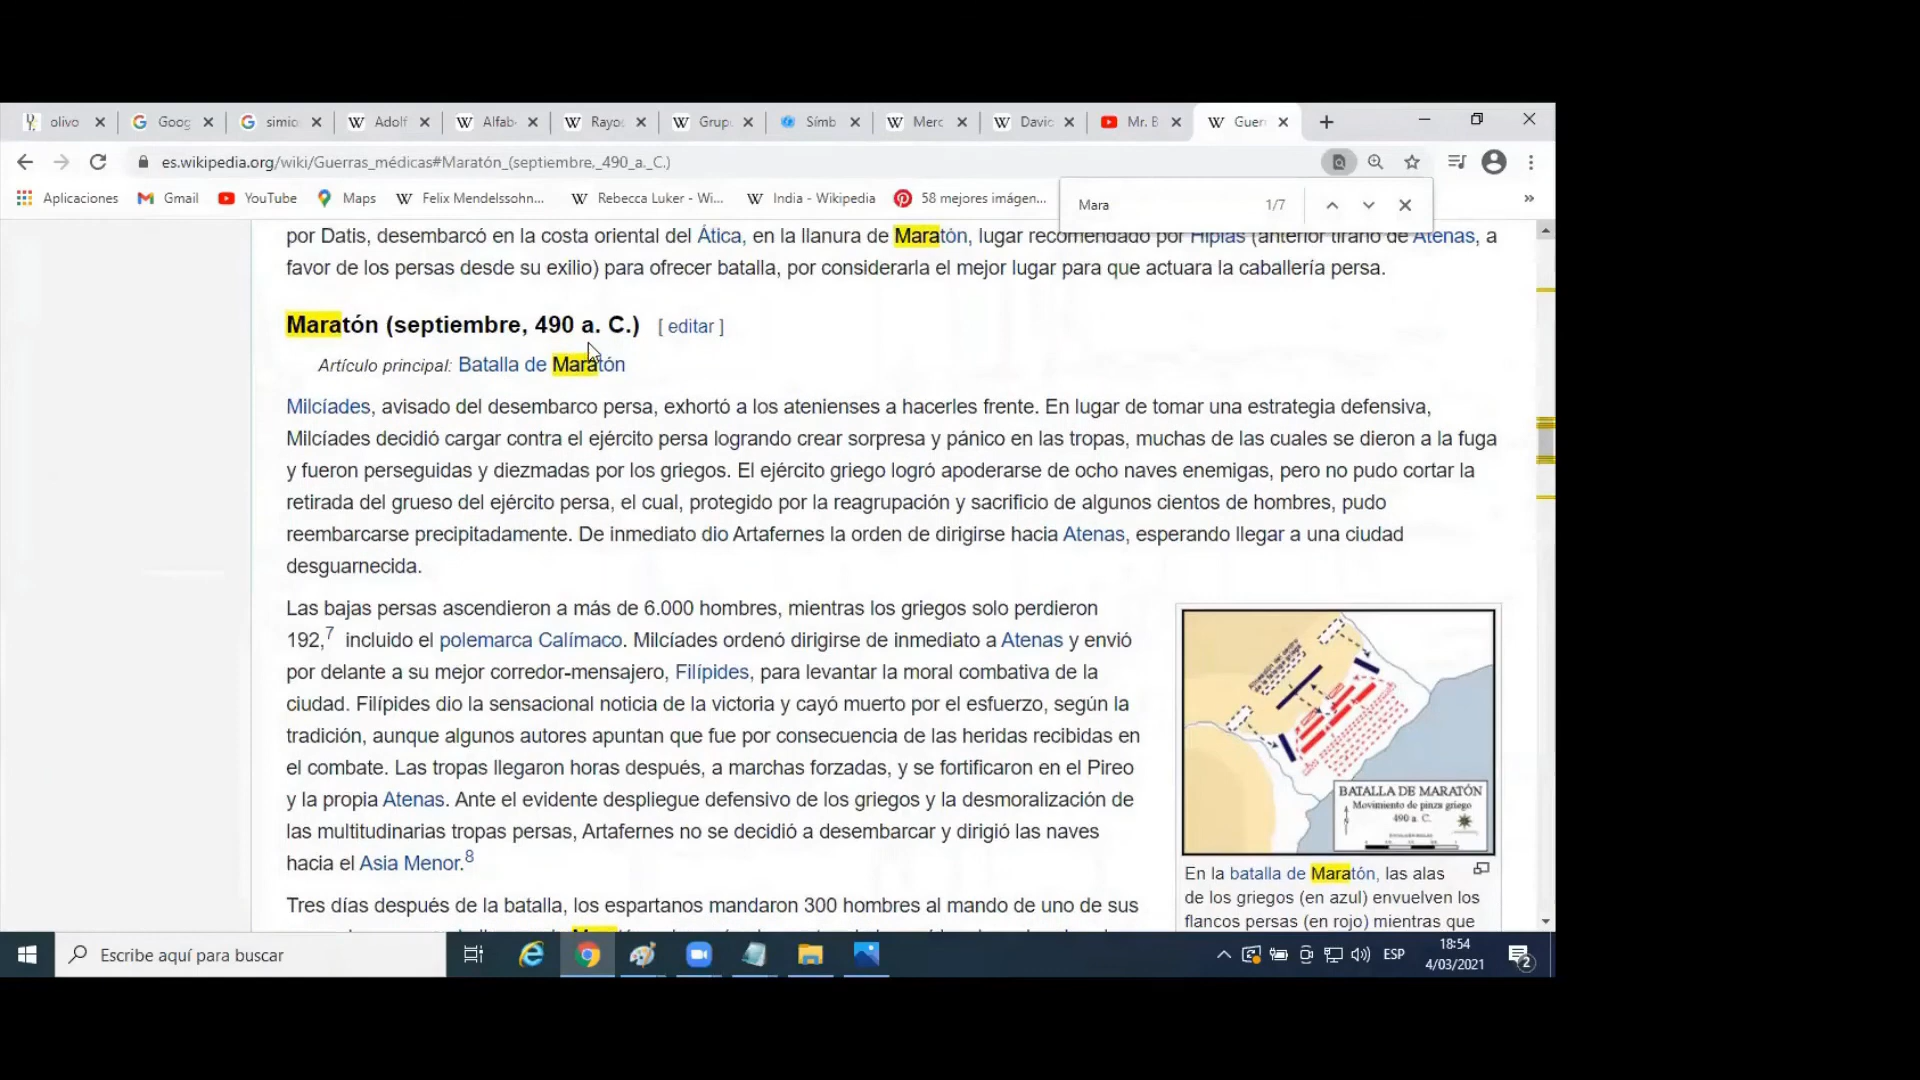 olivo
Goog
simio
Adolf
Alfab
Rayo
Grup
Símb
Merc
David
Mr. B
Guer
es.wikipedia.org/wiki/Guerras_médicas#Maratón_(septiembre,_490_a._C.)
Aplicaciones
Gmail
YouTube
Maps
Felix Mendelssohn...
Rebecca Luker - Wi...
India - Wikipedia
58 mejores imágen...
»
Mara 1/7
por Datis, desembarcó en la costa oriental del Ática, en la llanura de Maratón, lugar recomendado por Hipias (anterior tirano de Atenas, a
favor de los persas desde su exilio) para ofrecer batalla, por considerarla el mejor lugar para que actuara la caballería persa.
Maratón (septiembre, 490 a. C.) [ editar ]
Artículo principal: Batalla de Maratón
Milcíades, avisado del desembarco persa, exhortó a los atenienses a hacerles frente. En lugar de tomar una estrategia defensiva,
Milcíades decidió cargar contra el ejército persa logrando crear sorpresa y pánico en las tropas, muchas de las cuales se dieron a la fuga
y fueron perseguidas y diezmadas por los griegos. El ejército griego logró apoderarse de ocho naves enemigas, pero no pudo cortar la
retirada del grueso del ejército persa, el cual, protegido por la reagrupación y sacrificio de algunos cientos de hombres, pudo
reembarcarse precipitadamente. De inmediato dio Artafernes la orden de dirigirse hacia Atenas, esperando llegar a una ciudad
desguarnecida.
Las bajas persas ascendieron a más de 6.000 hombres, mientras los griegos solo perdieron
192,7 incluido el polemarca Calímaco. Milcíades ordenó dirigirse de inmediato a Atenas y envió
por delante a su mejor corredor-mensajero, Filípides, para levantar la moral combativa de la
ciudad. Filípides dio la sensacional noticia de la victoria y cayó muerto por el esfuerzo, según la
tradición, aunque algunos autores apuntan que fue por consecuencia de las heridas recibidas en
el combate. Las tropas llegaron horas después, a marchas forzadas, y se fortificaron en el Pireo
y la propia Atenas. Ante el evidente despliegue defensivo de los griegos y la desmoralización de
las multitudinarias tropas persas, Artafernes no se decidió a desembarcar y dirigió las naves
hacia el Asia Menor.8
Tres días después de la batalla, los espartanos mandaron 300 hombres al mando de uno de sus
BATALLA DE MARATÓN
Movimiento de pinza griego
490 a. C.
En la batalla de Maratón, las alas
de los griegos (en azul) envuelven los
flancos persas (en rojo) mientras que
Escribe aquí para buscar
ESP
18:54
4/03/2021
2